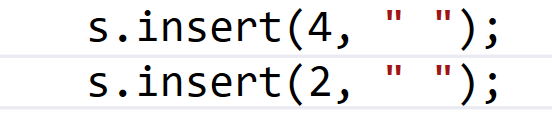 s.insert(4, " ");
s.insert(2, " ");